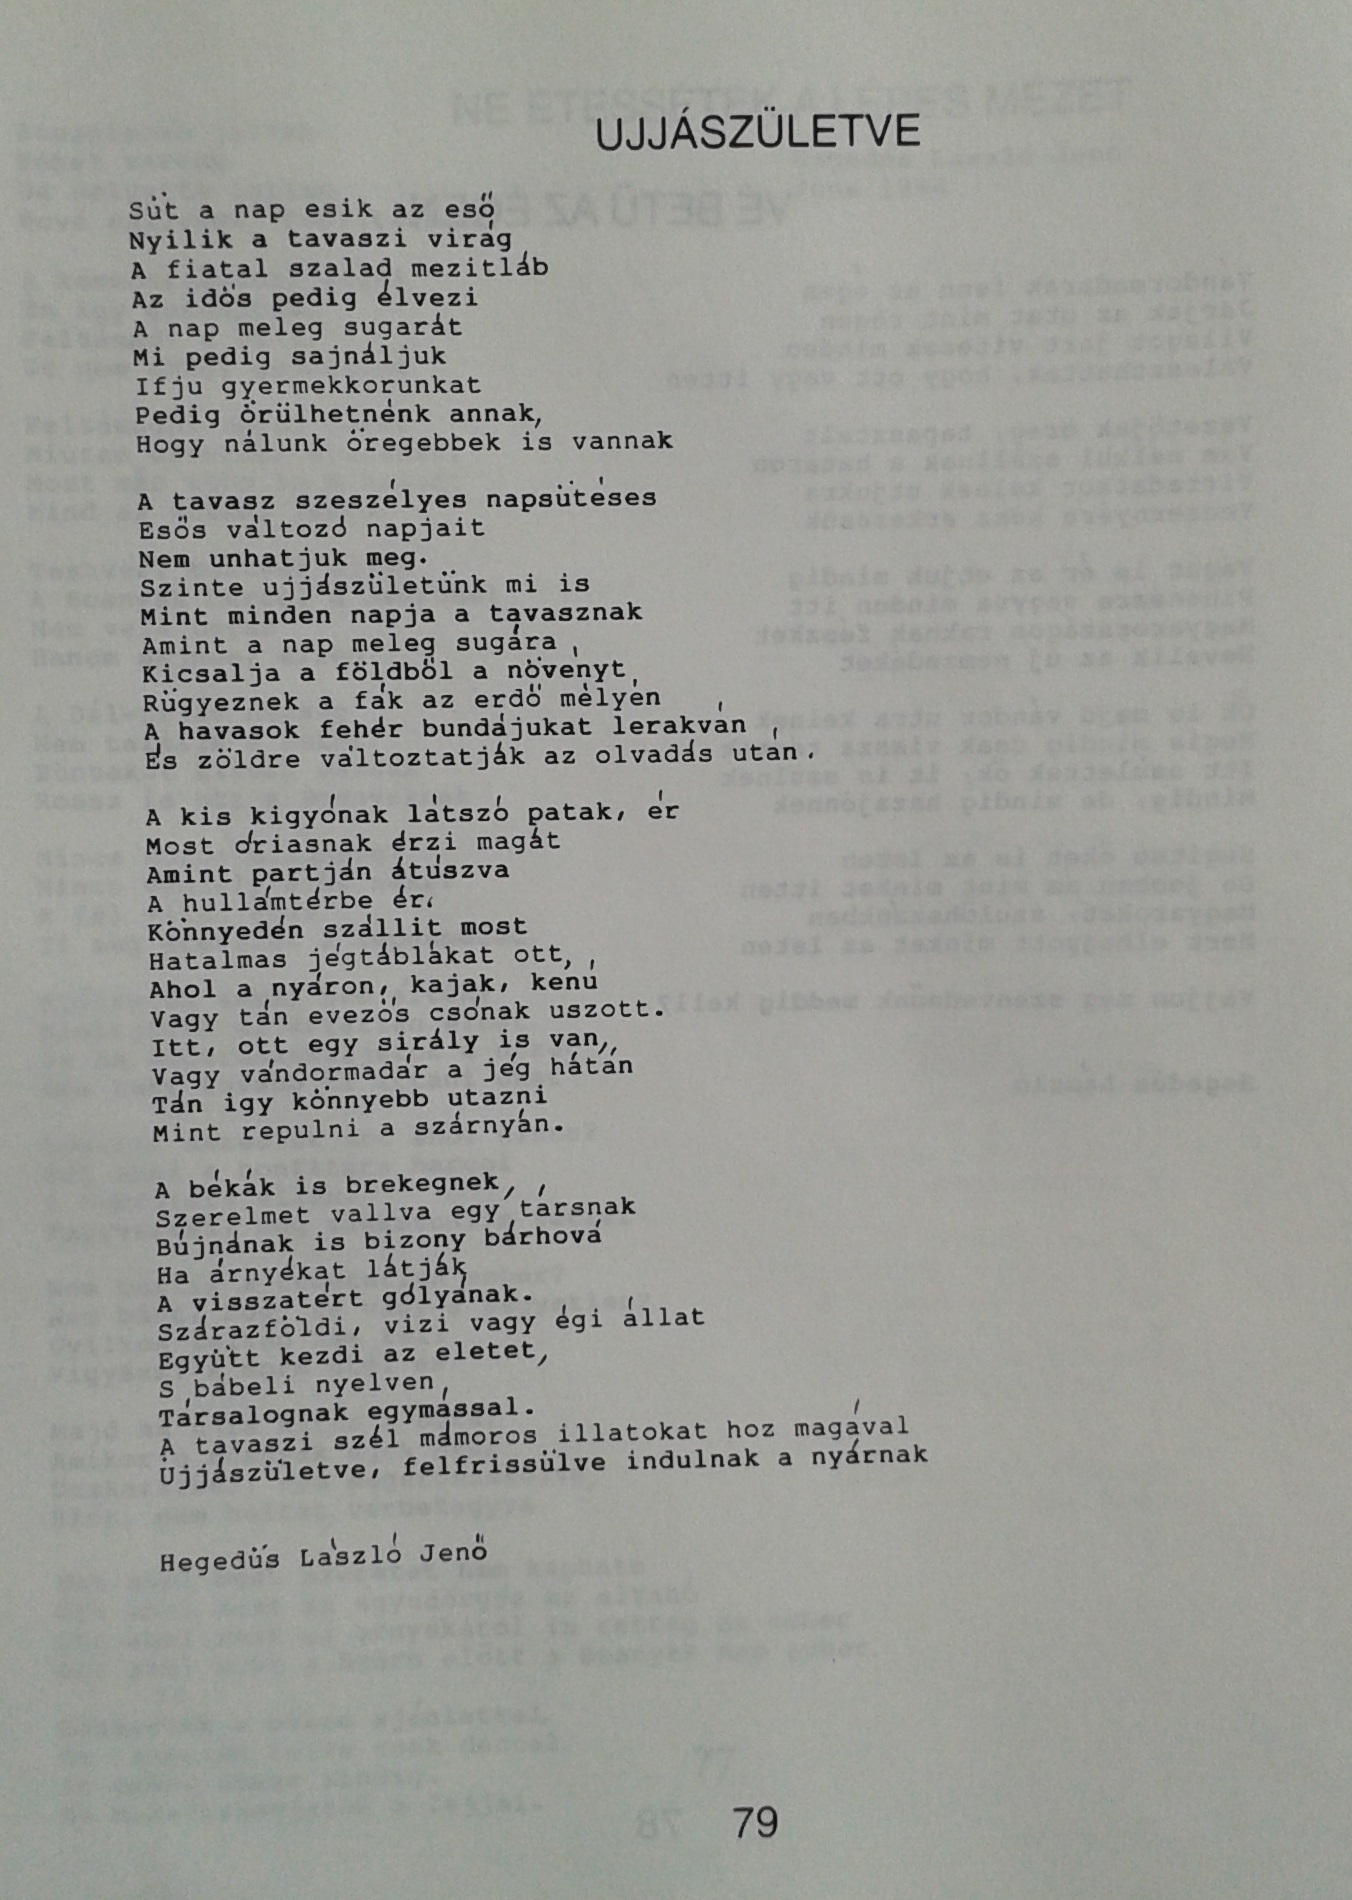 UJJÁSZÜLETVE
Süt a nap esik az eső
Nyilik a tavaszi virág
A fiatal szalad mezitláb
Az idös pedig élvezi
A nap meleg sugarát
Mi pedig sajnáljuk
Ifju gyermekkorunkat
Pedig örülhetnénk annak,
Hogy nálunk öregebbek is vannak
A tavasz szeszélyes napsütéses
Esős változó napjait
Nem unhatjuk meg.
Szinte ujjászületünk mi is
Mint minden napja a tavasznak
Amint a nap meleg sugára
Kicsalja a földből a növényt
Rügyeznek a fák az erdő mélyén
A havasok fehér bundájukat lerakván
És zöldre változtatják az olvadás után.
A kis kigyónak látszó patak, ér
Most óriasnak érzi magát
Amint partján átúszva
A hullámtérbe ér.
Könnyedén szállit most
Hatalmas jégtáblákat ott,
Ahol a nyáron, kajak, kenú
Vagy tán evezős csónak uszott.
Itt, ott egy sirály is van,
Vagy vándormadár a jég hátán
Tán igy könnyebb utazni
Mint repulni a szárnyán.
A békák is brekegnek,
Szerelmet vallva egy társnak
Bújnának is bizony bárhová
Ha árnyékat látják
A visszatért gólyának.
Szárazföldi, vizi vagy égi állat
Együtt kezdi az eletet,
S bábeli nyelven
Társalognak egymással.
A tavaszi szél mámoros illatokat hoz magával
Ujjászületve, felfrissülve indulnak a nyárnak
Hegedüs László Jenő
79